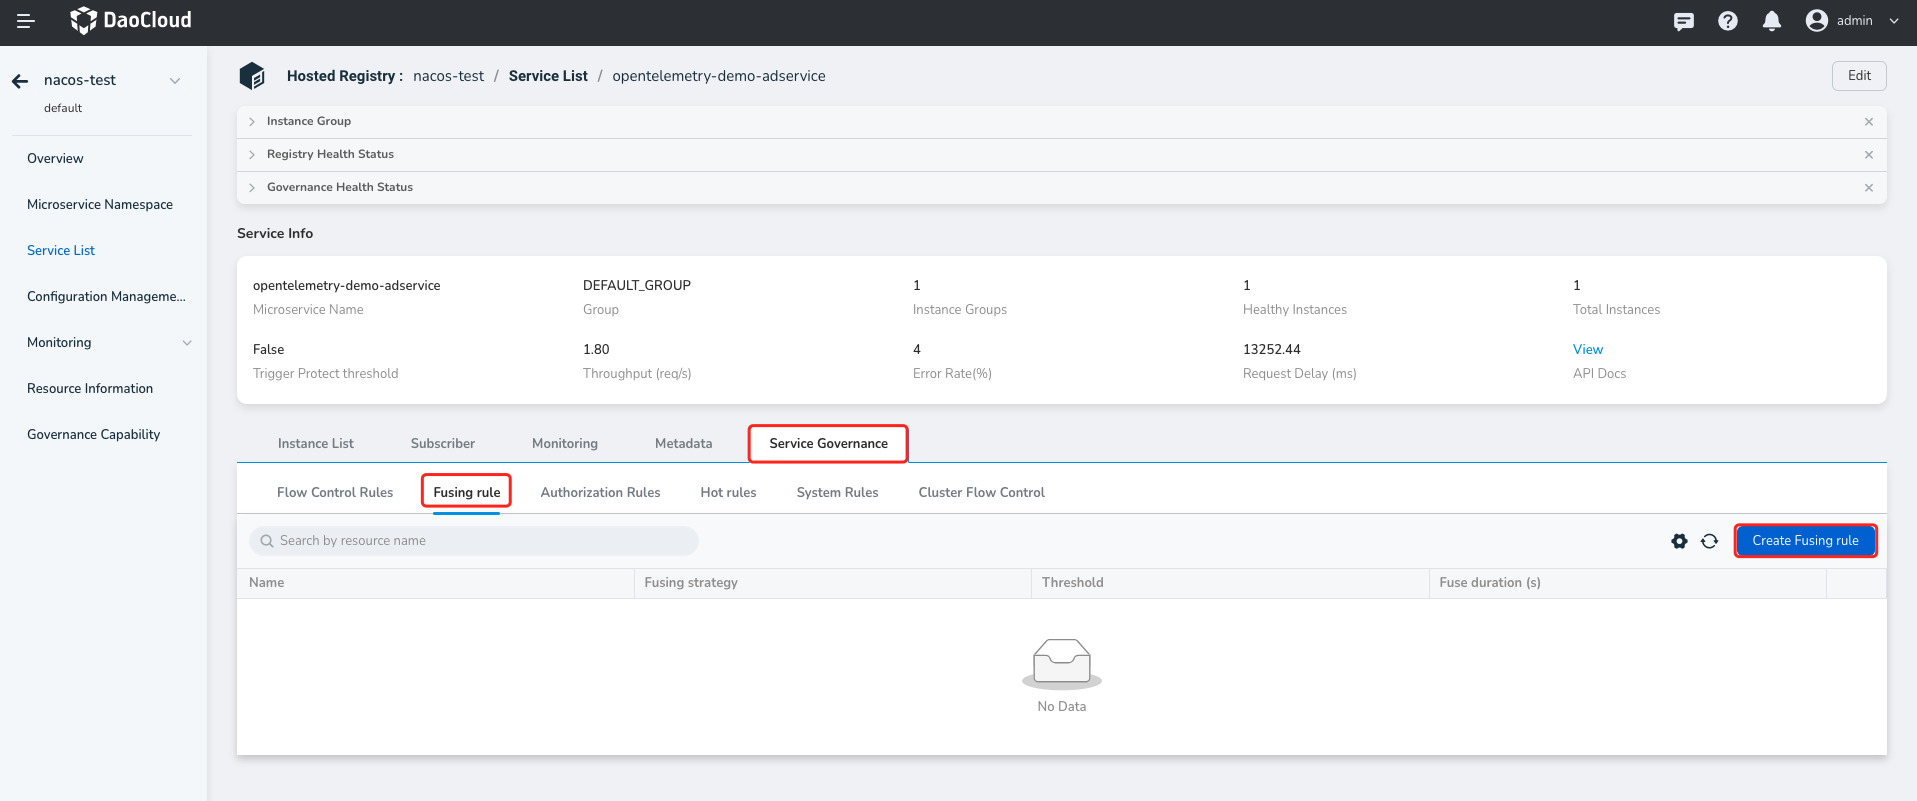 DaoCloud
admin
nacos-test
default
Overview
Microservice Namespace
Service List
Configuration Manageme...
Monitoring
Resource Information
Governance Capability
Hosted Registry : nacos-test / Service List / opentelemetry-demo-adservice
Edit
Instance Group
Registry Health Status
Governance Health Status
Service Info
opentelemetry-demo-adservice DEFAULT_GROUP 1 1 1
Microservice Name Group Instance Groups Healthy Instances Total Instances
False 1.80 4 13252.44 View
Trigger Protect threshold Throughput (req/s) Error Rate(%) Request Delay (ms) API Docs
Instance List Subscriber Monitoring Metadata Service Governance
Flow Control Rules Fusing rule Authorization Rules Hot rules System Rules Cluster Flow Control
Search by resource name Create Fusing rule
Name Fusing strategy Threshold Fuse duration (s)
No Data